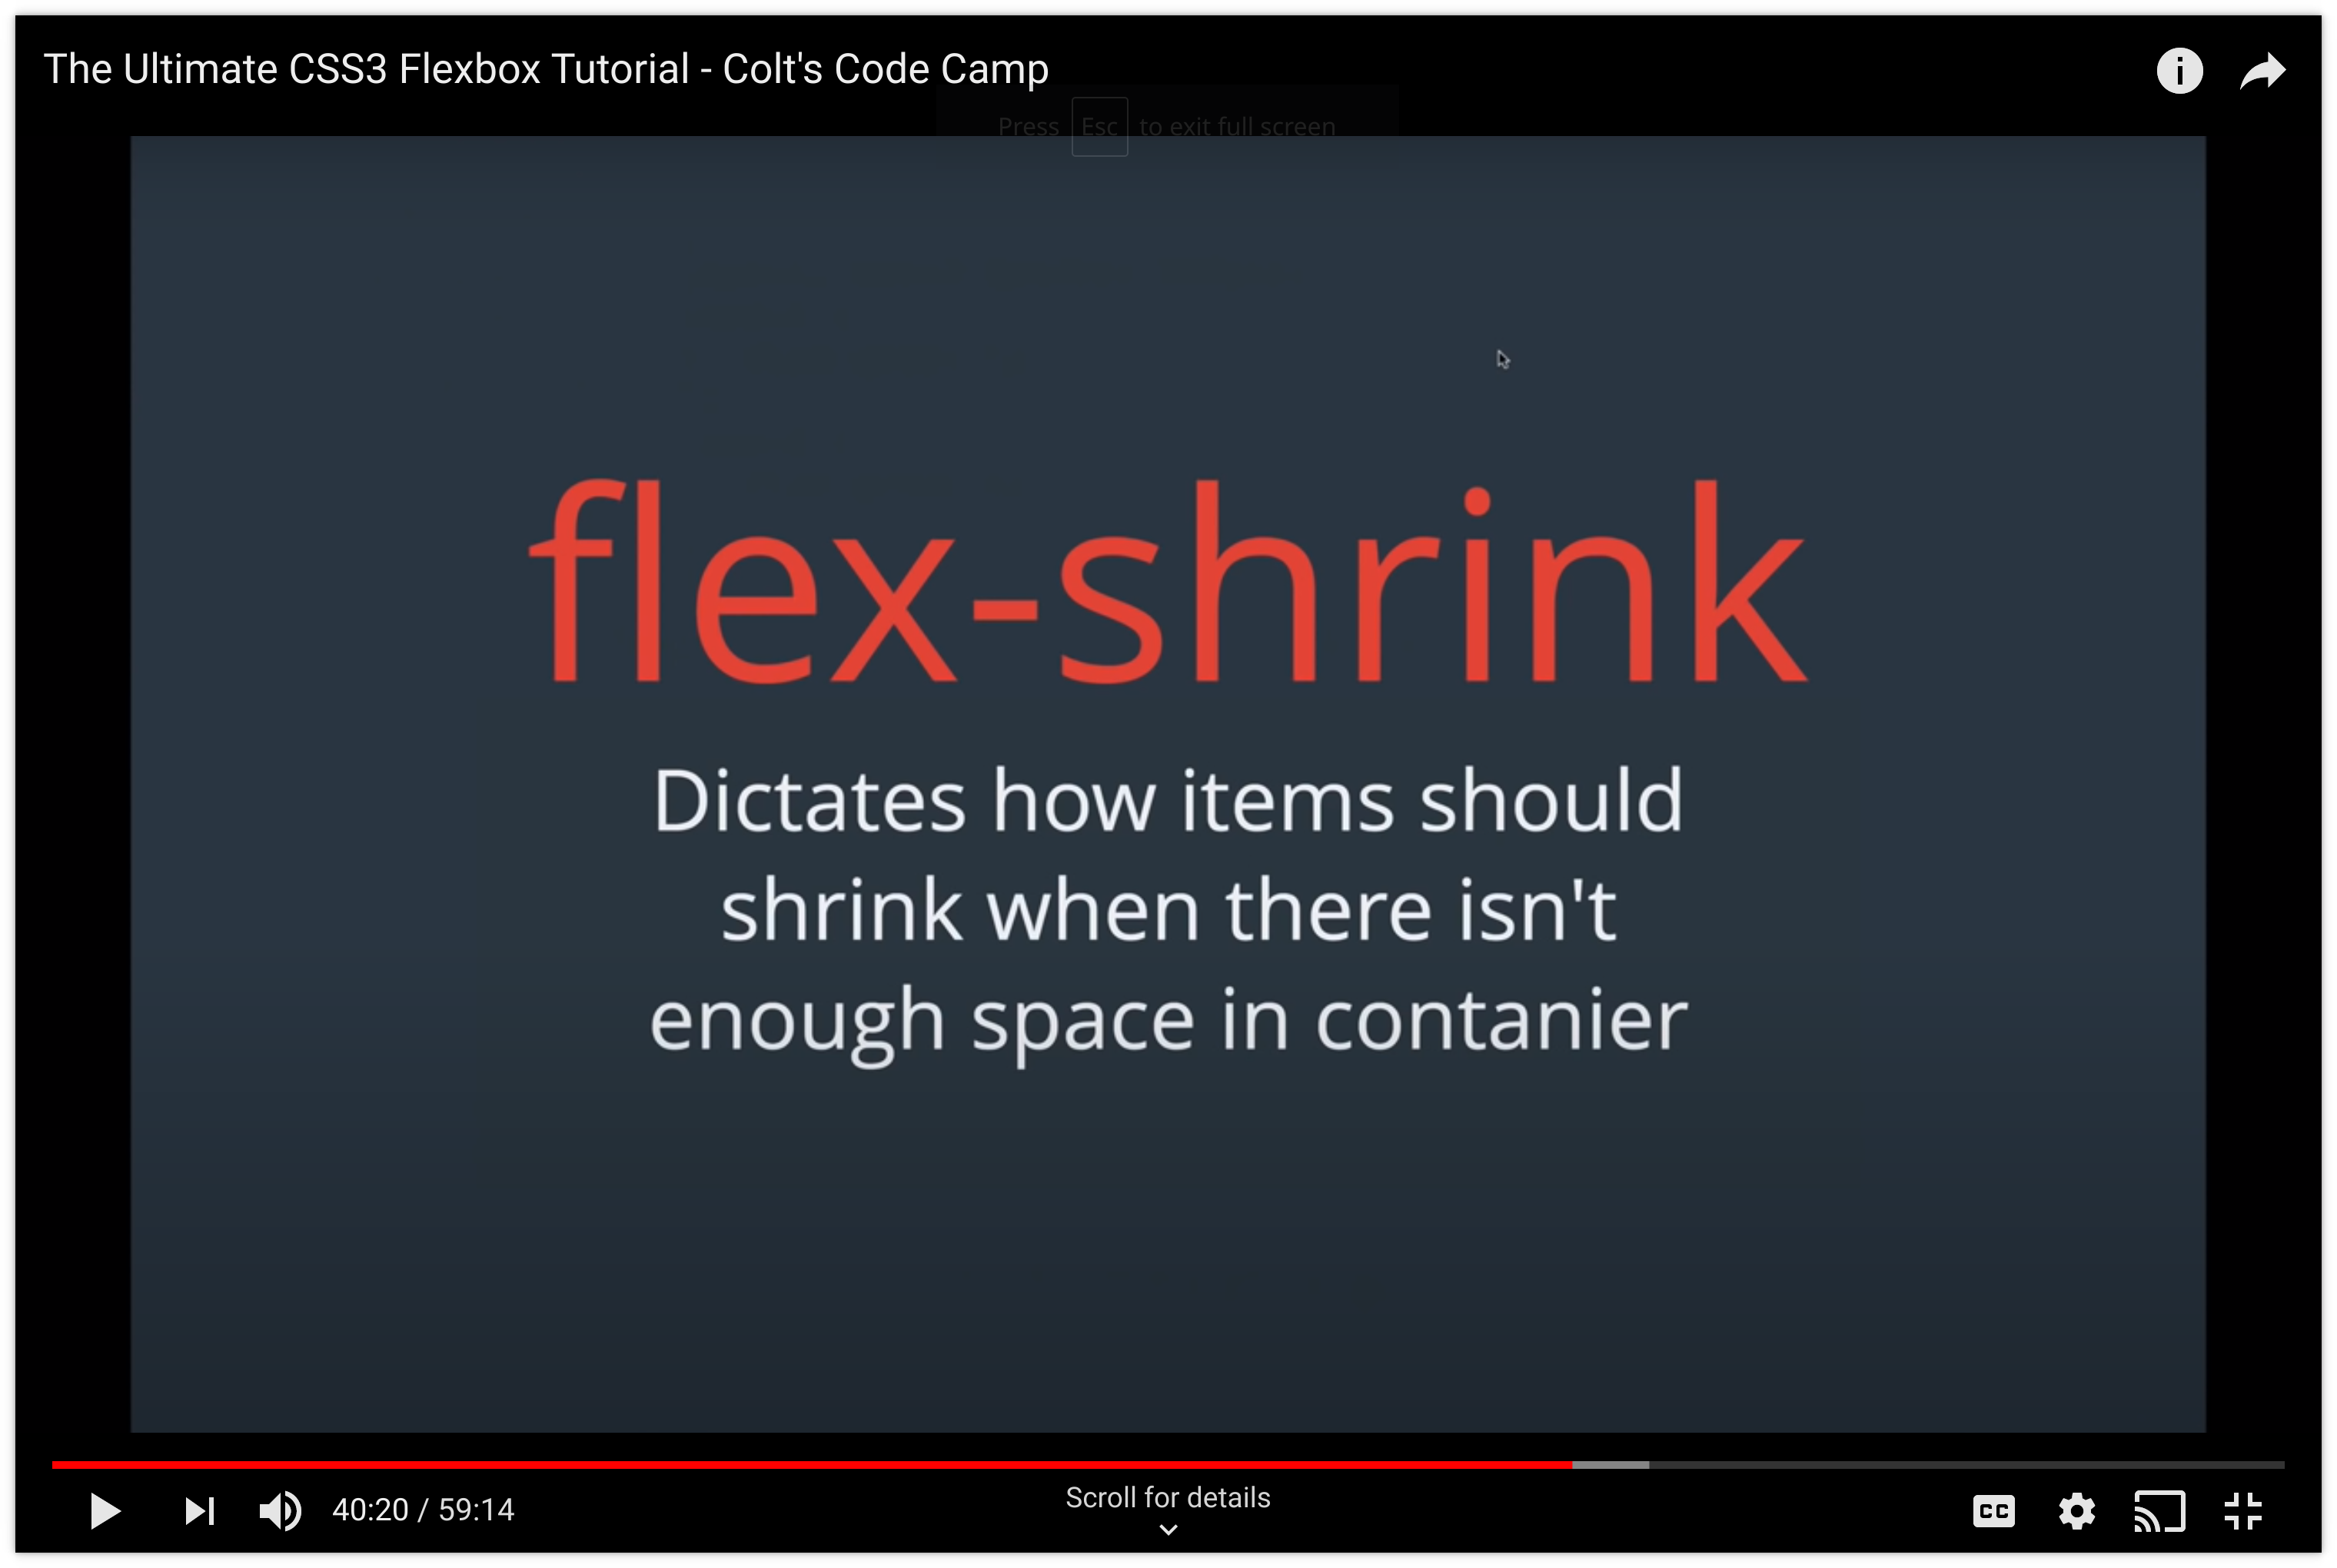 The Ultimate CSS3 Flexbox Tutorial - Colt's Code Camp
Press Esc to exit full screen
flex-shrink
Dictates how items should
shrink when there isn't
enough space in contanier
40:20 / 59:14
Scroll for details
CC